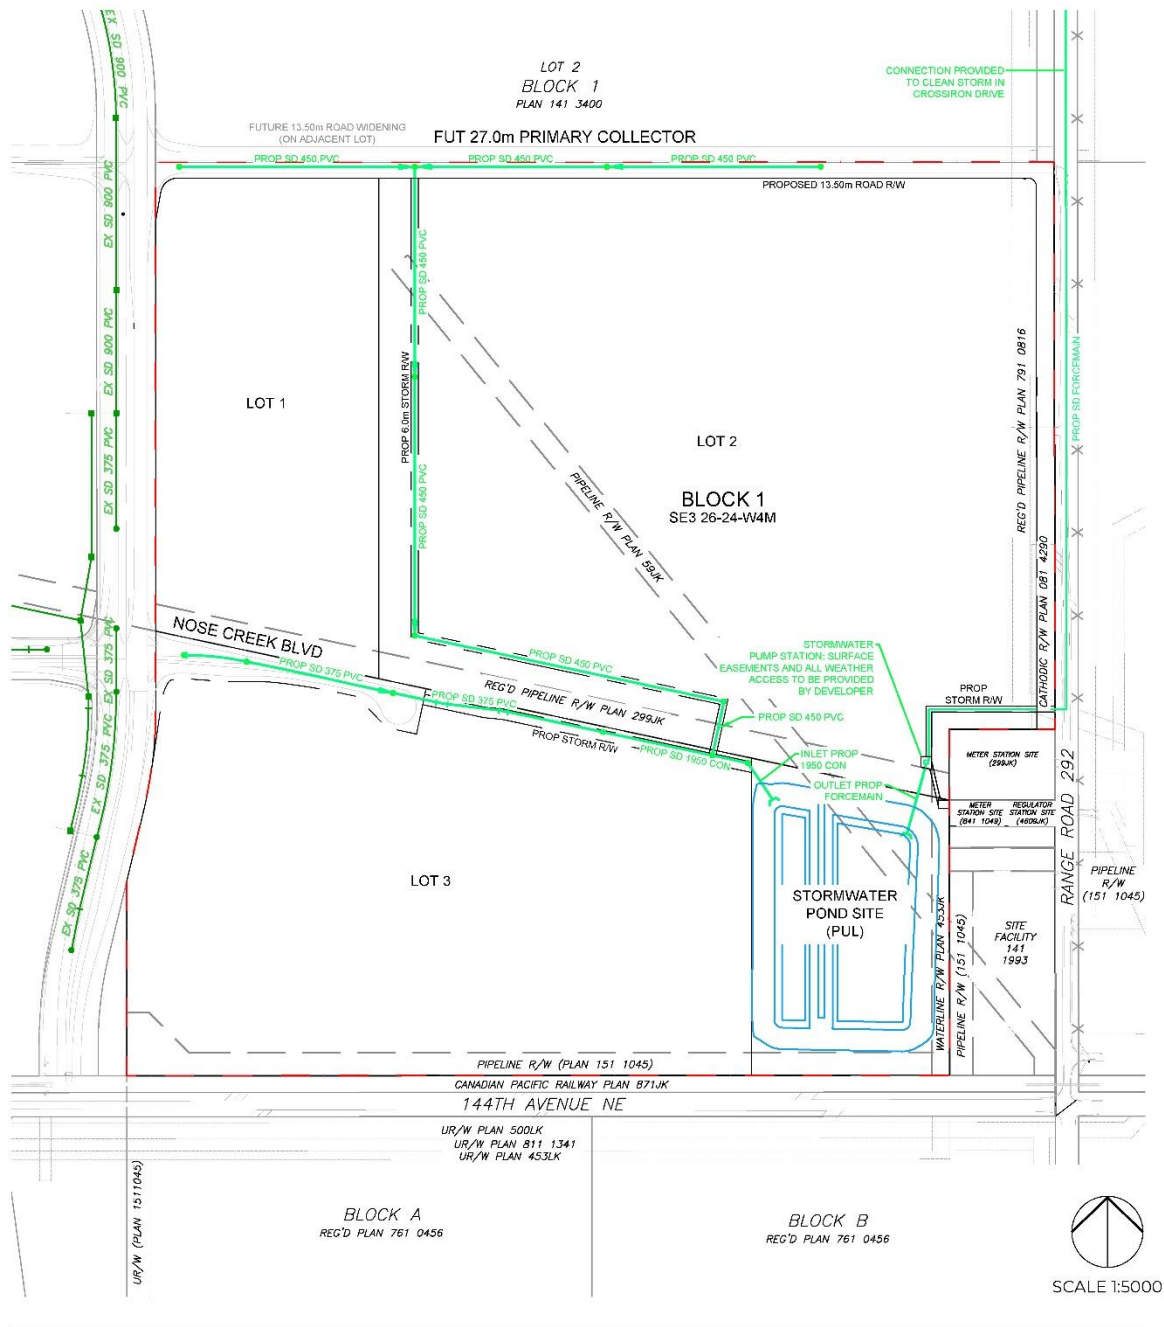 EX SD 900 PVC
LOT 2
BLOCK 1
PLAN 141 3400
CONNECTION PROVIDED
TO CLEAN STORM IN
CROSSIRON DRIVE
FUTURE 13.50m ROAD WIDENING
(ON ADJACENT LOT)
FUT 27.0m PRIMARY COLLECTOR
PROP SD 450 PVC
PROP SD 450 PVC
PROP SD 450 PVC
PROPOSED 13.50m ROAD R/W
EX SD 900 PVC
EX SD 900 PVC
PROP SD 450 PVC
PROP 6.0m STORM R/W
PROP SD 450 PVC
REG'D PIPELINE R/W PLAN 791 0816
PROP SD FORCEMAIN
LOT 1
LOT 2
BLOCK 1
SE3 26-24-W4M
EX SD 375 PVC
PIPELINE R/W PLAN 59JK
CATHODIC R/W PLAN 081 4290
NOSE CREEK BLVD
EX SD 375 PVC
PROP SD 375 PVC
PROP SD 450 PVC
STORMWATER
PUMP STATION; SURFACE
EASEMENTS AND ALL WEATHER
ACCESS TO BE PROVIDED
BY DEVELOPER
PROP SD 375 PVC
REG'D PIPELINE R/W PLAN 299JK
PROP
STORM R/W
PROP SD 450 PVC
PROP STORM R/W
PROP SD 1950 CON
INLET PROP
1950 CON
OUTLET PROP
FORCEMAIN
METER STATION SITE
(299JK)
METER
STATION SITE
(841 1049)
REGULATOR
STATION SITE
(4609JK)
RANGE ROAD 292
EX SD 375 PVC
EX SD 375 PVC
LOT 3
STORMWATER
POND SITE
(PUL)
PIPELINE
R/W
(151 1045)
WATERLINE R/W PLAN 453JK
PIPELINE R/W (151 1045)
SITE
FACILITY
141
1993
PIPELINE R/W (PLAN 151 1045)
CANADIAN PACIFIC RAILWAY PLAN 871JK
144TH AVENUE NE
UR/W PLAN 500LK
UR/W PLAN 811 1341
UR/W PLAN 453LK
UR/W (PLAN 1511045)
BLOCK A
REG'D PLAN 761 0456
BLOCK B
REG'D PLAN 761 0456
SCALE 1:5000